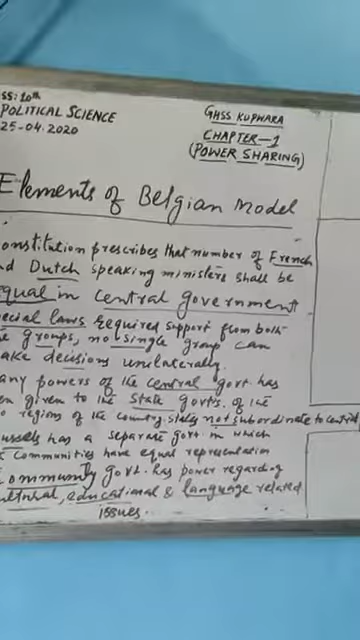 SS: 10th
POLITICAL SCIENCE
25-04.2020
GHSS KUPWARA
CHAPTER-1
(POWER SHARING)
Elements of Belgian Model
onstitution prescribes that number of French
nd Dutch speaking ministers shall be
equal in central government
ecial laws required support from both
e groups, no single group can
ake decisions unilaterally.
any powers of the central govt has
en given to the state govts. of the
o regions of the country. states not subordinate to central
ussels has a separate govt in which
communities have equal representation
ommunity govt. has power regarding
ultural, educational & language related
issues.